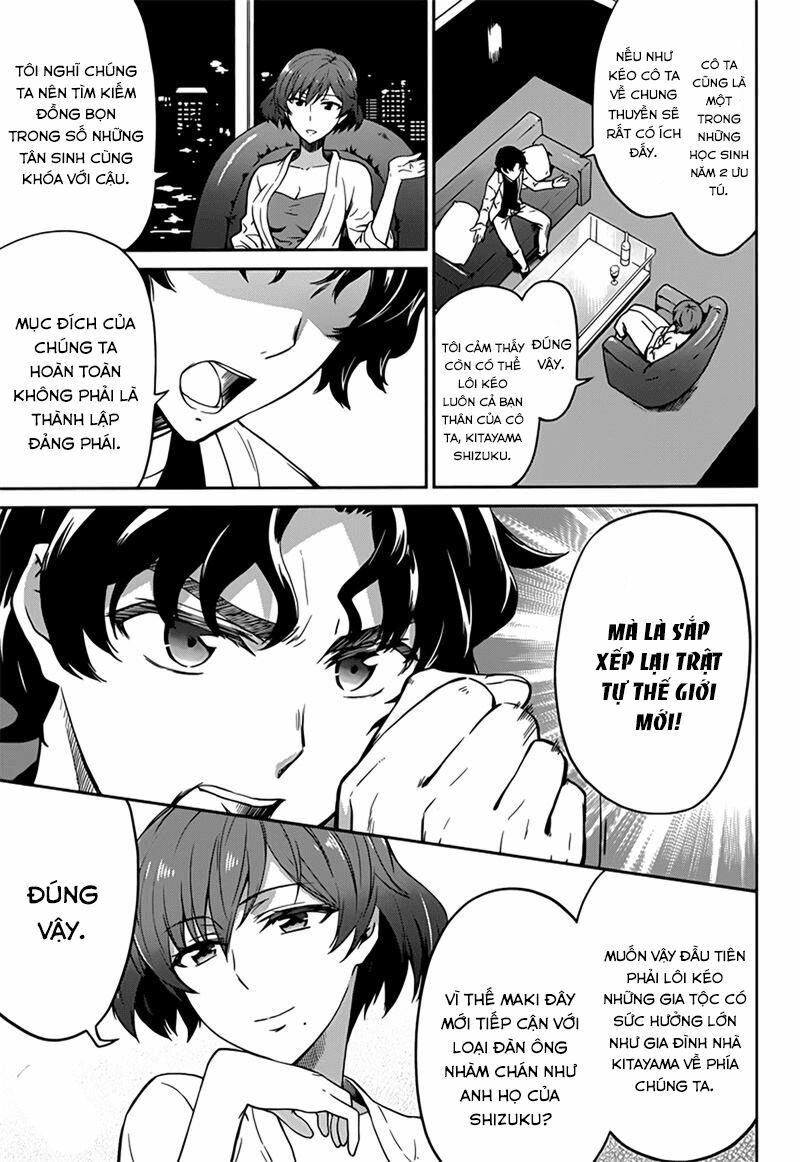 CÔ TA
CŨNG LÀ
MỘT
TRONG
NHỮNG
HỌC SINH
NĂM 2 ƯU
TÚ.
NẾU NHƯ
KÉO CÔ TA
VỀ CHUNG
THUYỀN SẼ
RẤT CÓ ÍCH
ĐẤY.
ĐÚNG
VẬY.
TÔI CẢM THẤY
CÒN CÓ THỂ
LÔI KÉO
LUÔN CẢ BẠN
THÂN CỦA CÔ
TA, KITAYAMA
SHIZUKU.
TÔI NGHĨ CHÚNG
TA NÊN TÌM KIẾM
ĐỒNG BỌN
TRONG SỐ NHỮNG
TÂN SINH CÙNG
KHÓA VỚI CẬU.
MỤC ĐÍCH CỦA
CHÚNG TA
HOÀN TOÀN
KHÔNG PHẢI LÀ
THÀNH LẬP
ĐẢNG PHÁI.
MÀ LÀ SẮP
XẾP LẠI TRẬT
TỰ THẾ GIỚI
MỚI!
MUỐN VẬY ĐẦU TIÊN
PHẢI LÔI KÉO
NHỮNG GIA TỘC CÓ
SỨC HƯỞNG LỚN
NHƯ GIA ĐÌNH NHÀ
KITAYAMA VỀ PHÍA
CHÚNG TA.
VÌ THẾ MAKI ĐÂY
MỚI TIẾP CẬN VỚI
LOẠI ĐÀN ÔNG
NHÀM CHÁN NHƯ
ANH HỌ CỦA
SHIZUKU?
ĐÚNG
VẬY.